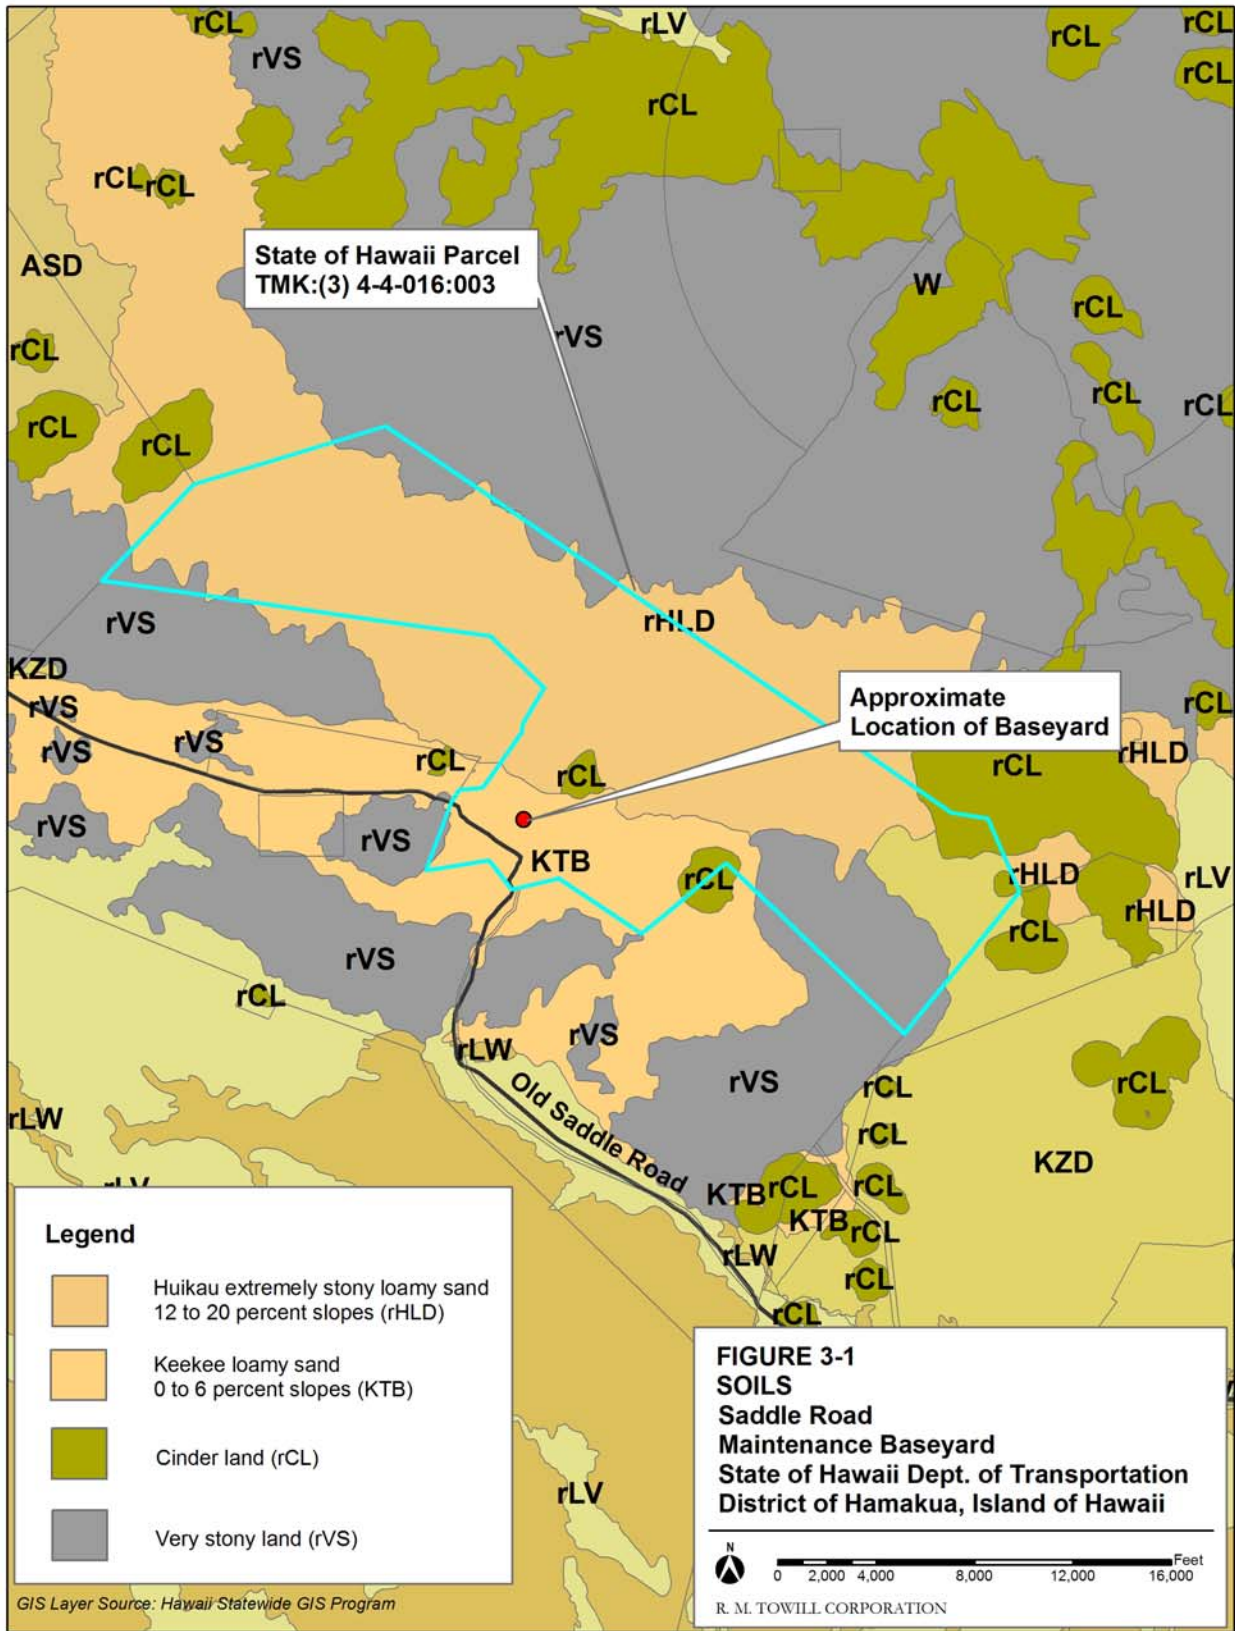 rCL
rLV
rCL
rCL
rVS
rCL
rCL
rCL
rCL
State of Hawaii Parcel
TMK:(3) 4-4-016:003
ASD
W
rCL
rVS
rCL
rCL
rCL
rCL
rCL
rCL
rHLD
rVS
KZD
Approximate
Location of Baseyard
rVS
rCL
rVS
rVS
rCL
rCL
rCL
rHLD
rVS
rVS
KTB
rCL
rHLD
rLV
rHLD
rCL
rVS
rCL
rLW
rVS
Old Saddle Road
rVS
rCL
rCL
rLW
rCL
KZD
rLV
KTB
rCL
rCL
KTB
rCL
rLW
rCL
rCL
Legend
Huikau extremely stony loamy sand
12 to 20 percent slopes (rHLD)
Keekee loamy sand
0 to 6 percent slopes (KTB)
Cinder land (rCL)
Very stony land (rVS)
rLV
GIS Layer Source: Hawaii Statewide GIS Program
FIGURE 3-1
SOILS
Saddle Road
Maintenance Baseyard
State of Hawaii Dept. of Transportation
District of Hamakua, Island of Hawaii
N
Feet
0 2,000 4,000 8,000 12,000 16,000
R. M. TOWILL CORPORATION